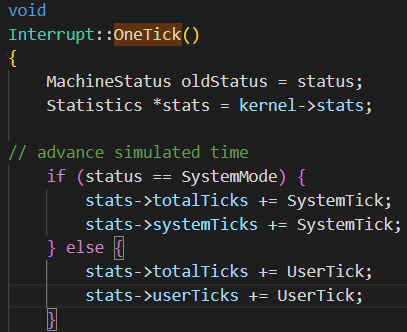 void
Interrupt::OneTick()
{
MachineStatus oldStatus = status;
Statistics *stats = kernel->stats;
// advance simulated time
if (status == SystemMode) {
stats->totalTicks += SystemTick;
stats->systemTicks += SystemTick;
} else {
stats->totalTicks += UserTick;
stats->userTicks += UserTick;
}